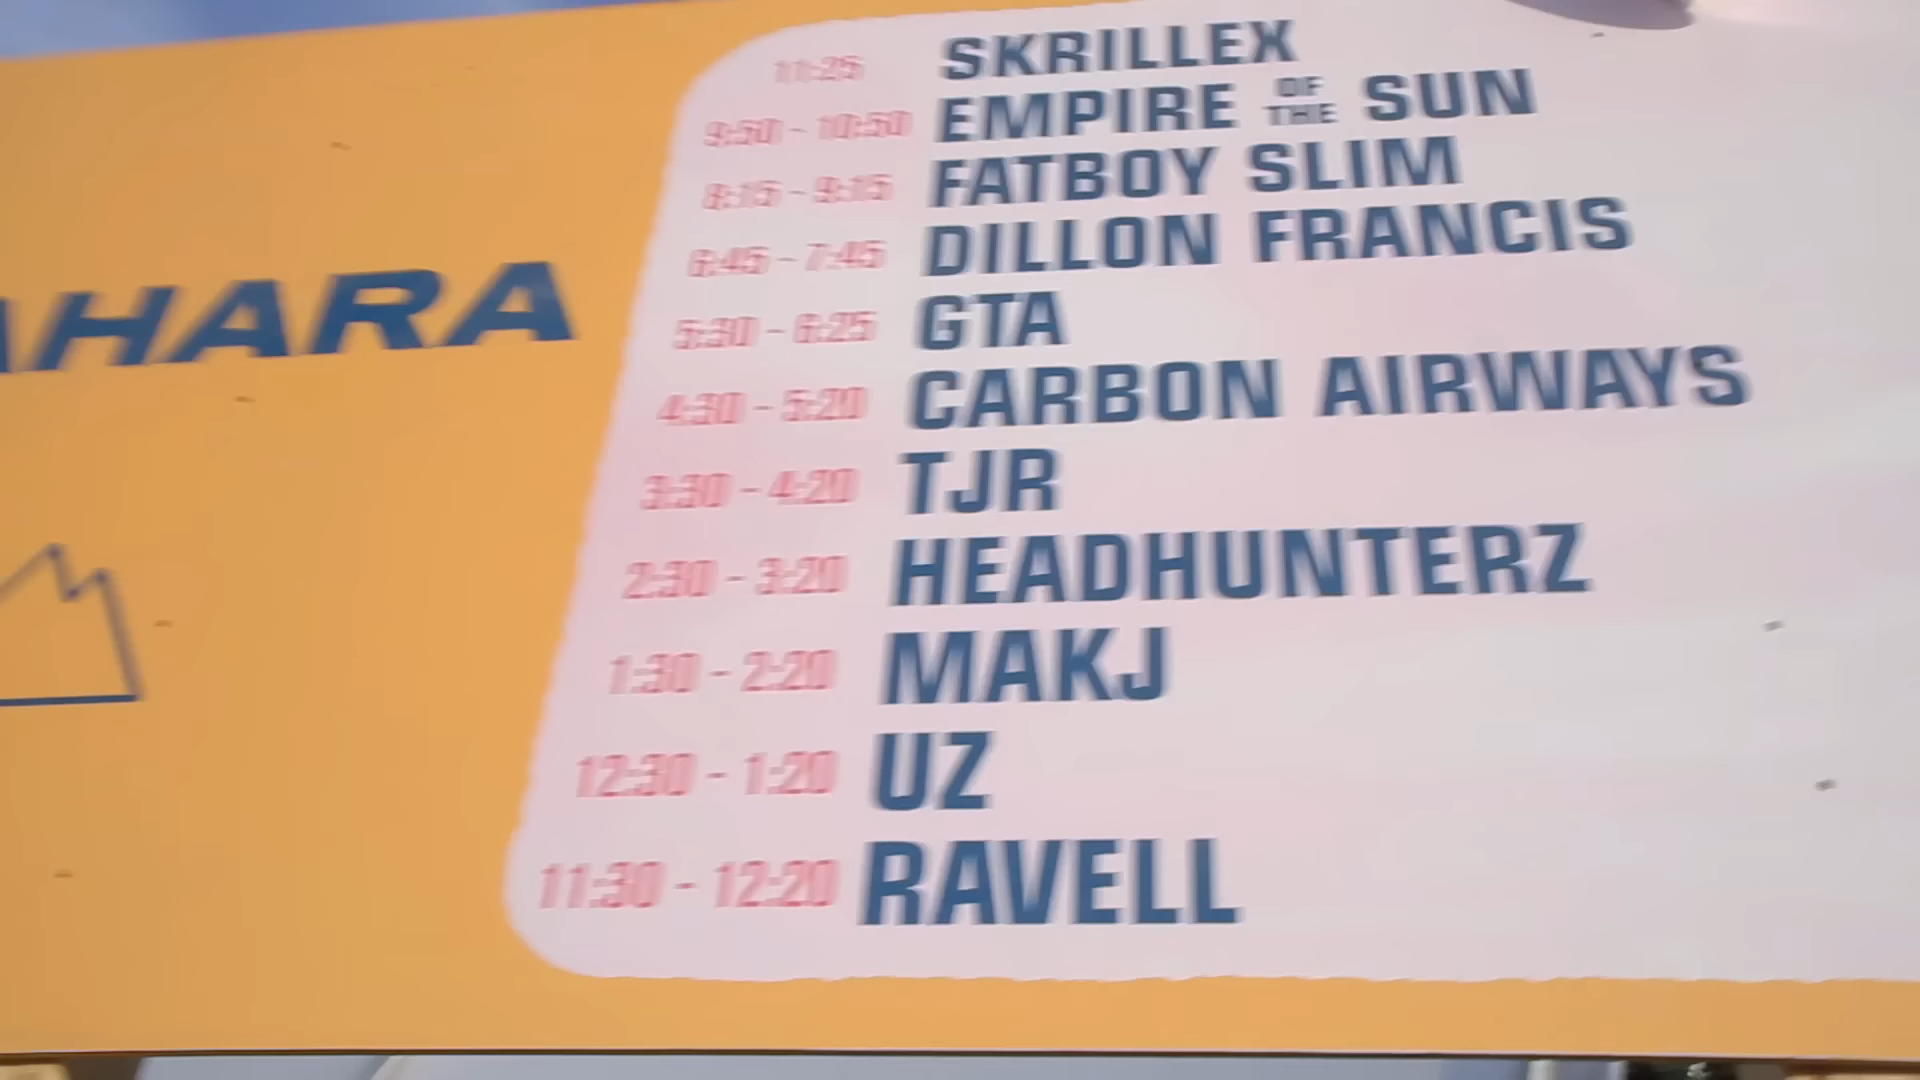 11:25 SKRILLEX
9:50 - 10:50 EMPIRE OF THE SUN
8:15 - 9:15 FATBOY SLIM
6:45 - 7:45 DILLON FRANCIS
AHARA
5:30 - 6:25 GTA
4:30 - 5:20 CARBON AIRWAYS
3:30 - 4:20 TJR
2:30 - 3:20 HEADHUNTERZ
1:30 - 2:20 MAKJ
12:30 - 1:20 UZ
11:30 - 12:20 RAVELL